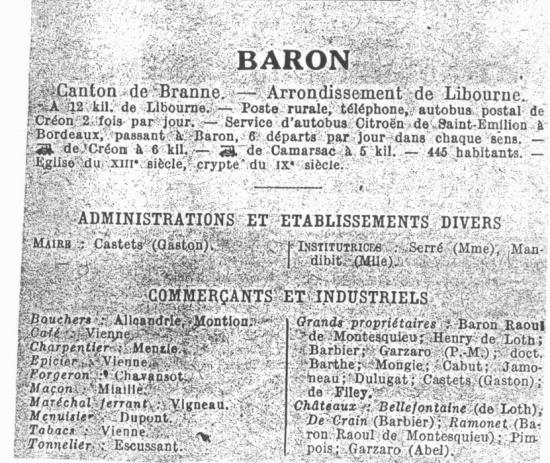 BARON
Canton de Branne. — Arrondissement de Libourne.
A 12 kil. de Libourne. — Poste rurale, téléphone, autobus postal de
Créon 2 fois par jour. — Service d'autobus Citroën de Saint-Emilion à
Bordeaux, passant à Baron, 6 départs par jour dans chaque sens. —
de Créon à 6 kil. — de Camarsac à 5 kil. — 445 habitants. —
Eglise du XIIIe siècle, crypte du IXe siècle.
ADMINISTRATIONS ET ETABLISSEMENTS DIVERS
MAIRE : Castets (Gaston).
INSTITUTRICES : Serré (Mme), Man-
dibit (Mlle).
COMMERÇANTS ET INDUSTRIELS
Bouchers : Allcandrie, Montion.
Café : Vienne.
Charpentier : Menzle.
Epicier : Vienne.
Forgeron : Chavansot.
Maçon : Miaille.
Maréchal ferrant : Vigneau.
Menuisier : Dupont.
Tabacs : Vienne.
Tonnelier : Escussant.
Grands propriétaires : Baron Raoul
de Montesquieu; Henry de Loth;
Barbier; Garzaro (P.-M.); doct.
Barthe; Mongie; Cabut; Jamo-
neau; Dulugat; Castets (Gaston);
de Filey.
Châteaux : Bellefontaine (de Loth),
De Crain (Barbier); Ramonet (Ba-
ron Raoul de Montesquieu); Pim-
pois; Garzaro (Abel).